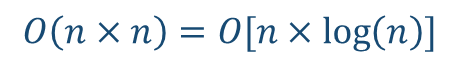 O(n × n) = O[n × log(n)]